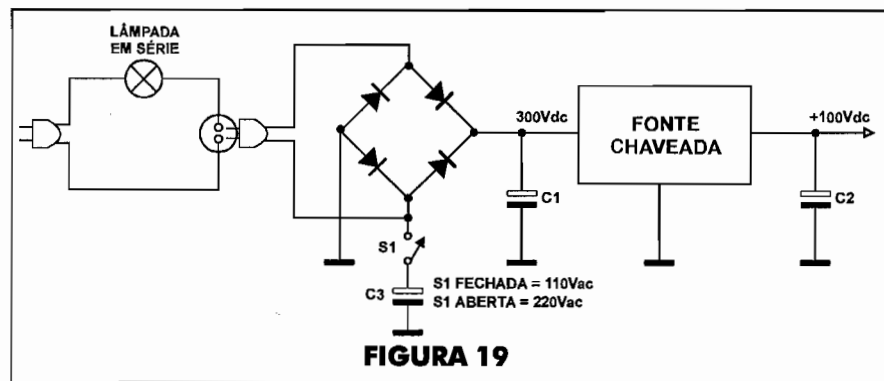 LÂMPADA
EM SÉRIE
300Vdc
FONTE
CHAVEADA
+100Vdc
C1
C2
S1
C3
S1 FECHADA = 110Vac
S1 ABERTA = 220Vac
FIGURA 19